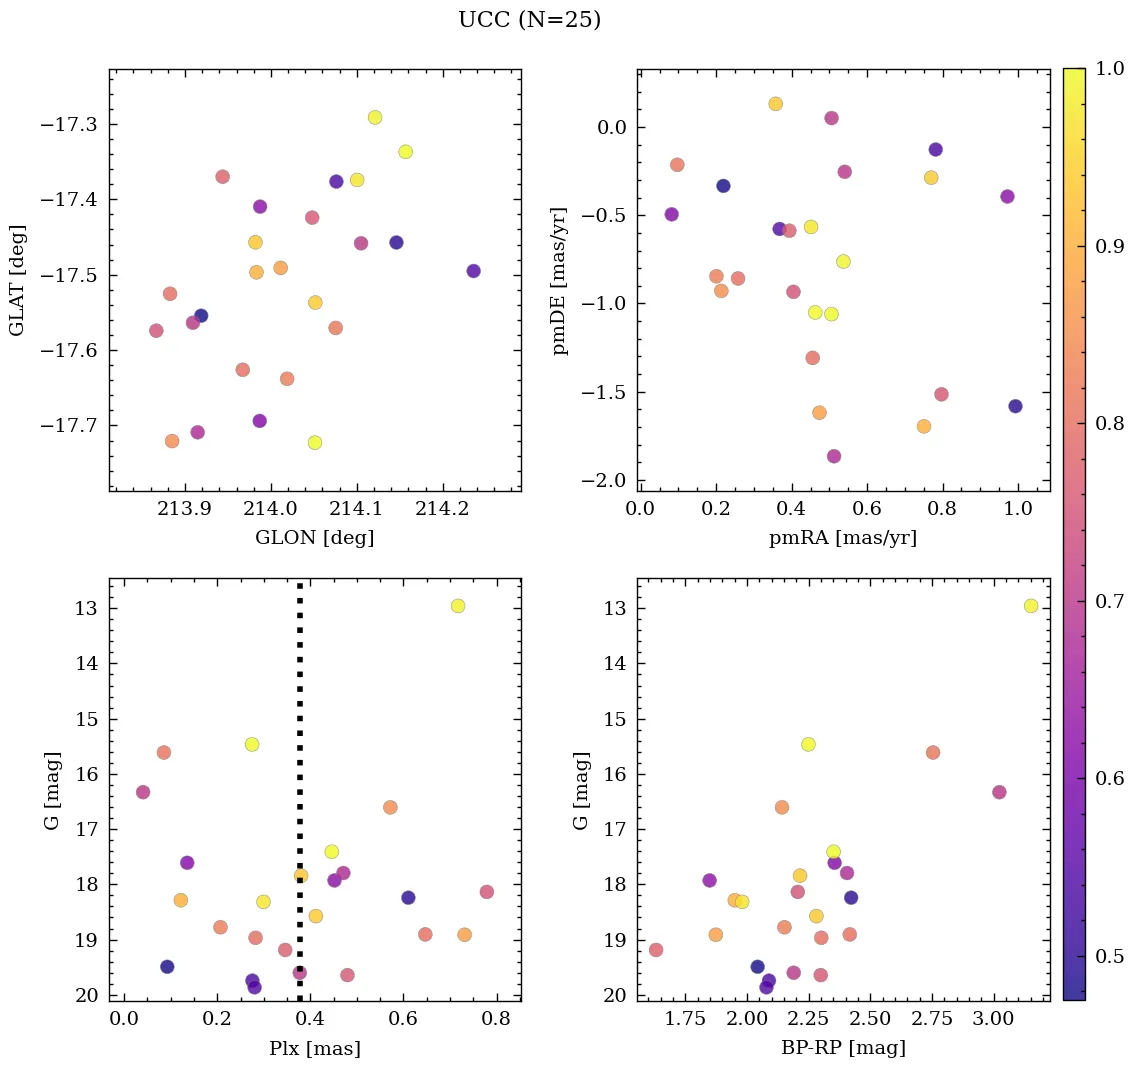 UCC (N=25)
−17.3
−17.4
−17.5
−17.6
−17.7
GLAT [deg]
213.9 214.0 214.1 214.2
GLON [deg]
0.0
−0.5
−1.0
−1.5
−2.0
pmDE [mas/yr]
0.0 0.2 0.4 0.6 0.8 1.0
pmRA [mas/yr]
13
14
15
16
17
18
19
20
G [mag]
0.0 0.2 0.4 0.6 0.8
Plx [mas]
13
14
15
16
17
18
19
20
G [mag]
1.75 2.00 2.25 2.50 2.75 3.00
BP-RP [mag]
1.0
0.9
0.8
0.7
0.6
0.5